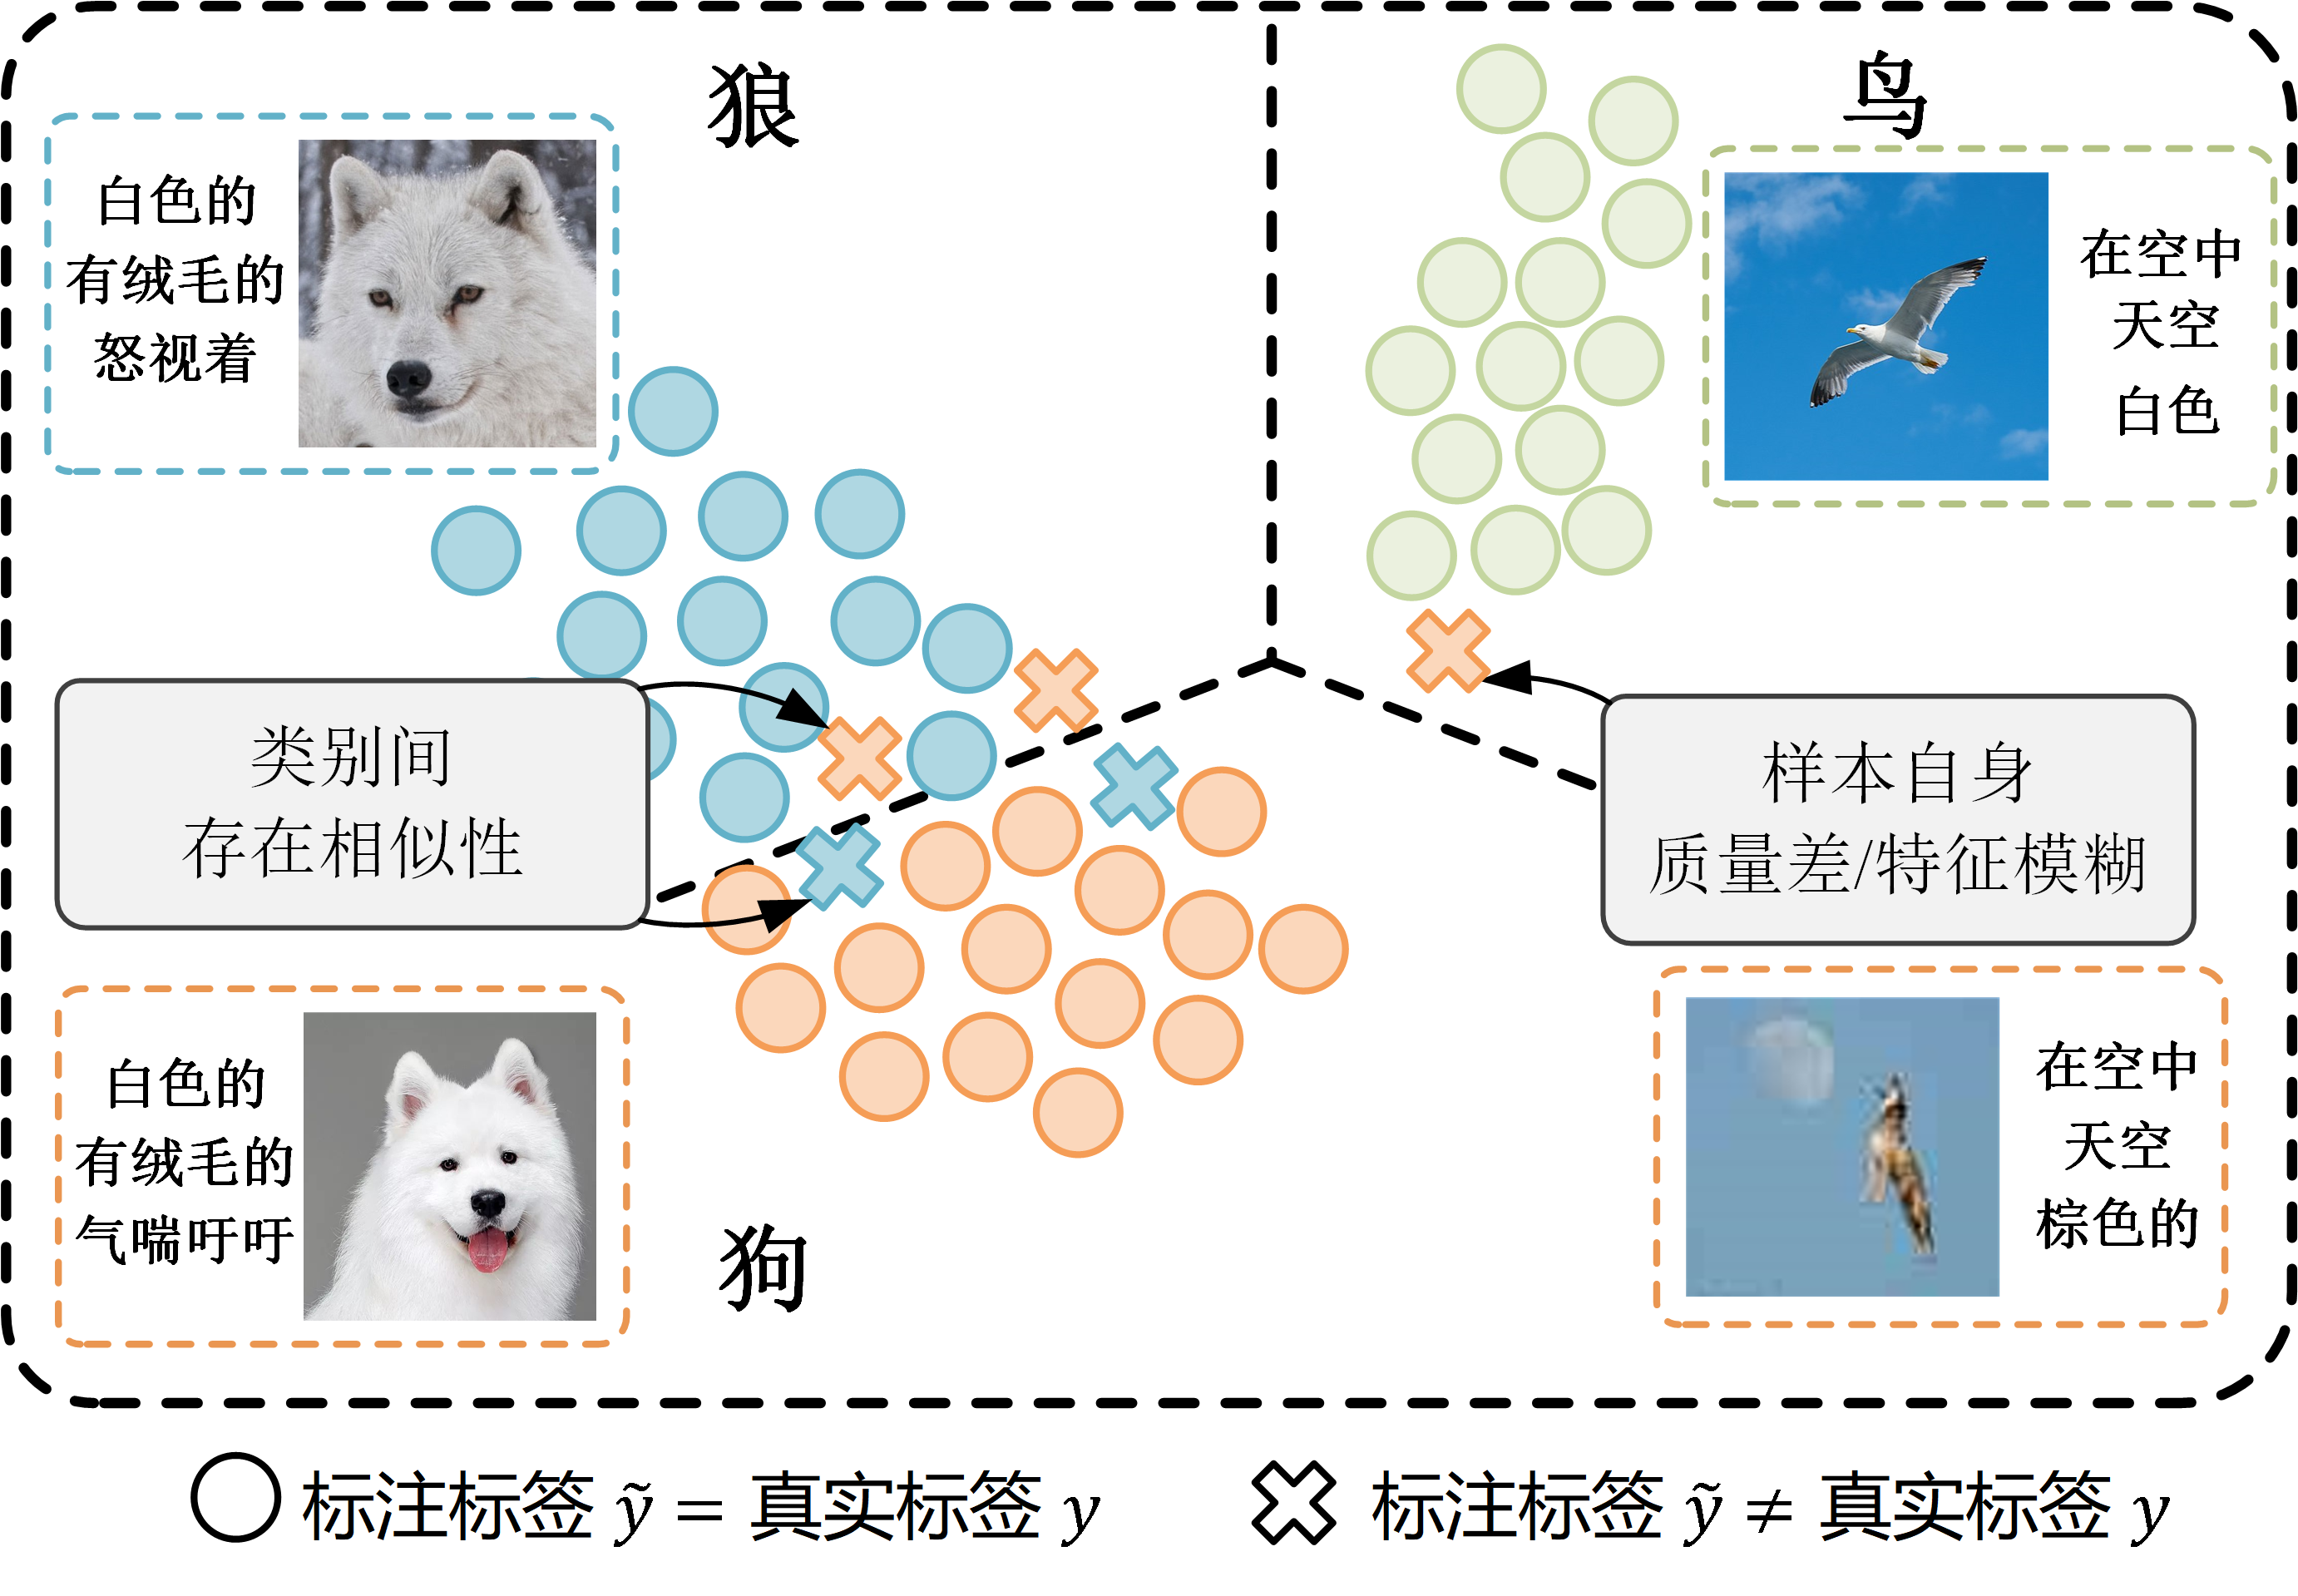 狼
鸟
白色的
有绒毛的
怒视着
在空中
天空
白色
类别间
存在相似性
样本自身
质量差/特征模糊
白色的
有绒毛的
气喘吁吁
狗
在空中
天空
棕色的
标注标签 ỹ = 真实标签 y
标注标签 ỹ ≠ 真实标签 y